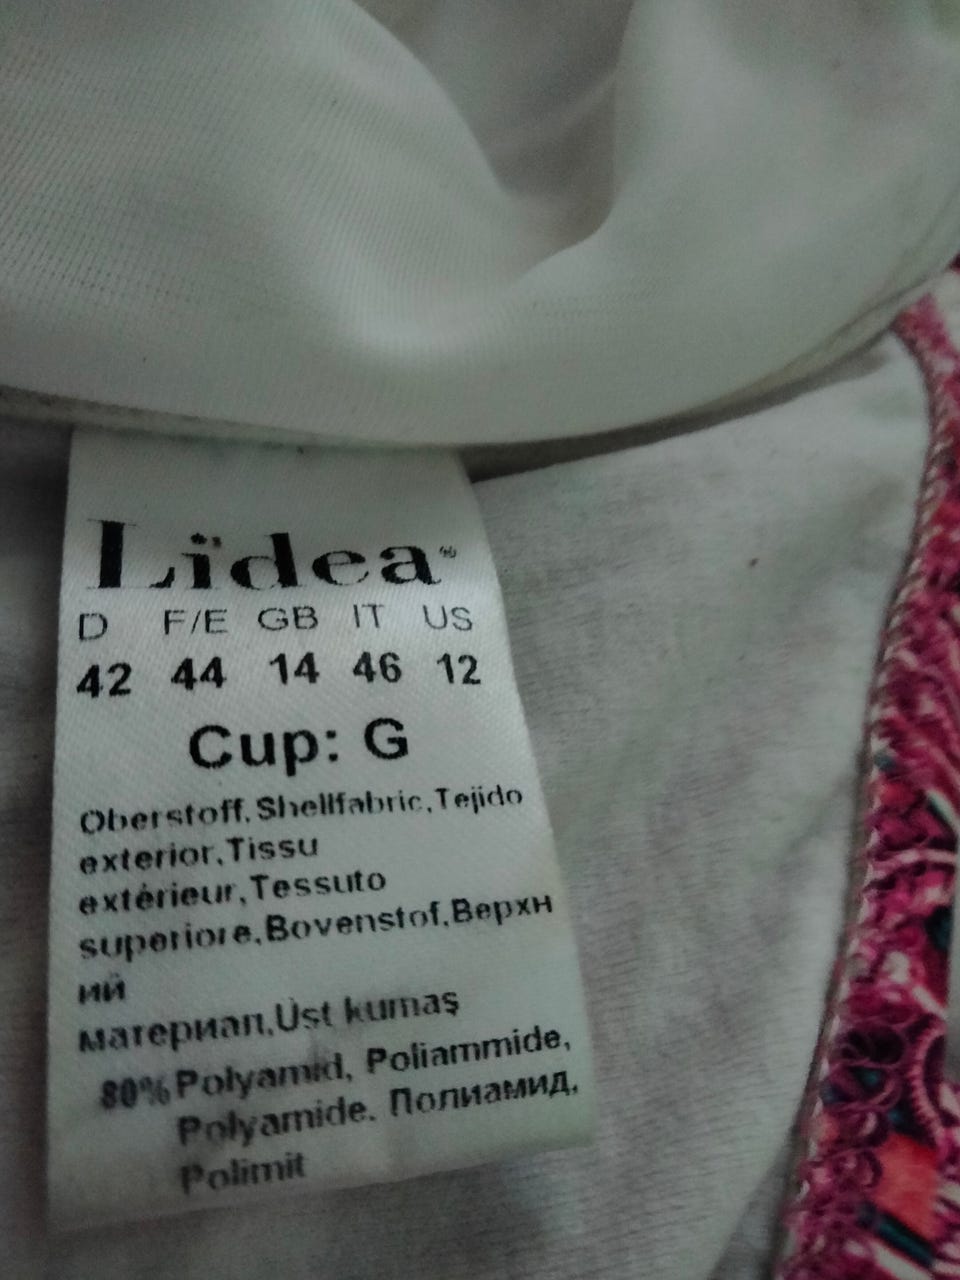 Lidea®
D F/E GB IT US
42 44 14 46 12
Cup: G
Oberstoff,Shellfabric,Tejido
exterior,Tissu
extérieur,Tessuto
superiore,Bovenstof,Верхн
ий
материал,Üst kumaş
80% Polyamid, Poliammide,
Polyamide. Полиамид,
Polimit